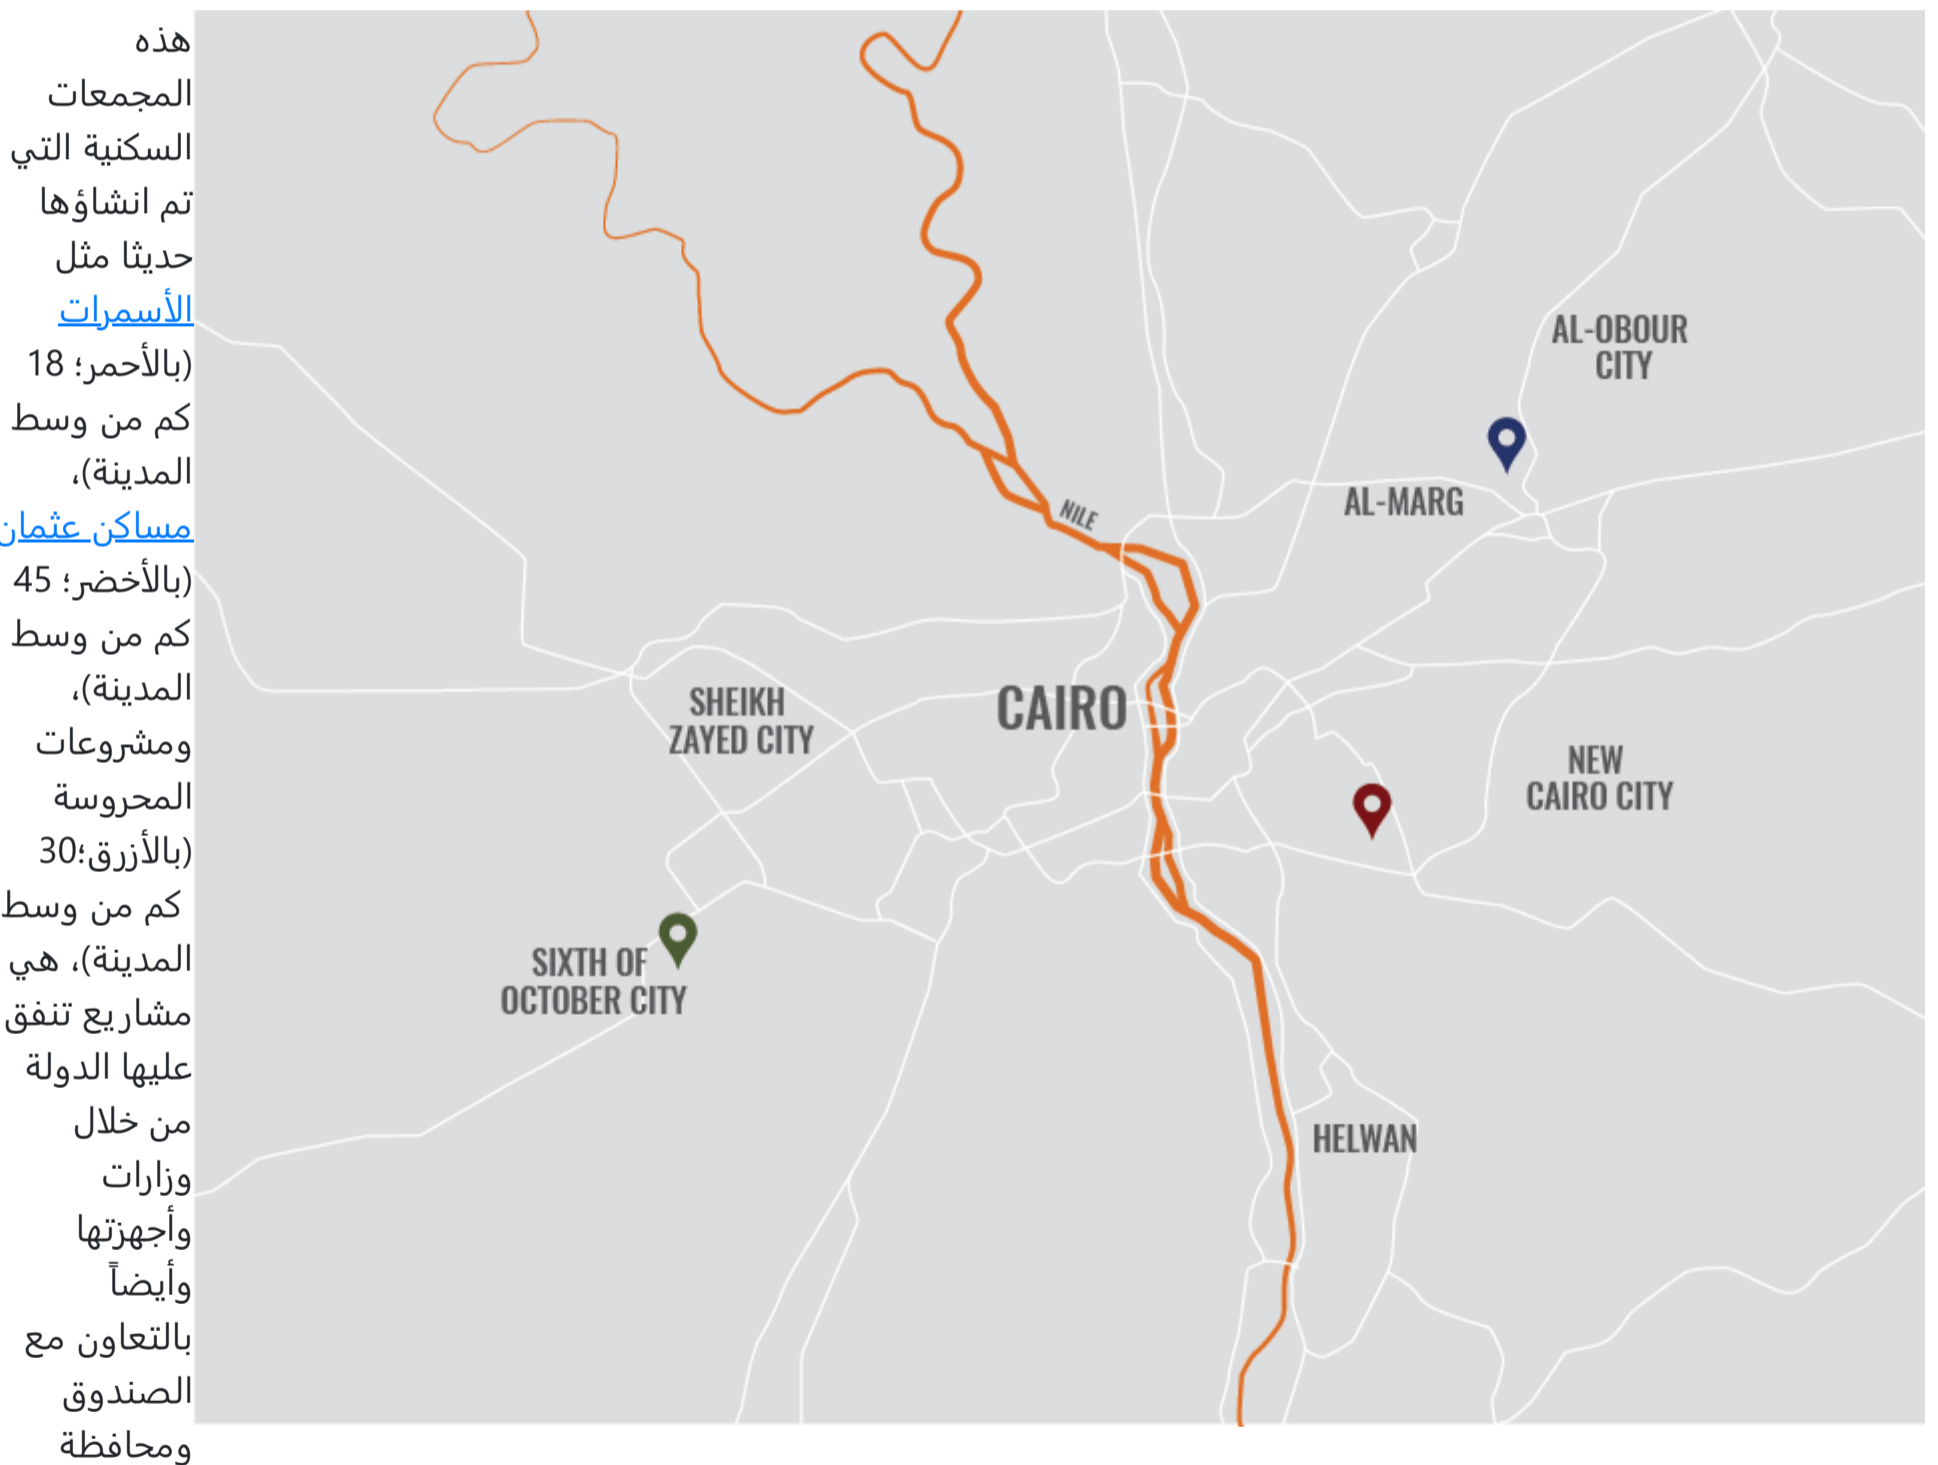 هذه
المجمعات
السكنية التي
تم انشاؤها
حديثا مثل
الأسمرات
(بالأحمر؛ 18
كم من وسط
المدينة)،
مساكن عثمان
(بالأخضر؛ 45
كم من وسط
المدينة)،
ومشروعات
المحروسة
(بالأزرق؛30
كم من وسط
المدينة)، هي
مشاريع تنفق
عليها الدولة
من خلال
وزارات
وأجهزتها
وأيضاً
بالتعاون مع
الصندوق
ومحافظة
AL-OBOUR
CITY
AL-MARG
NILE
SHEIKH
ZAYED CITY
CAIRO
NEW
CAIRO CITY
SIXTH OF
OCTOBER CITY
HELWAN